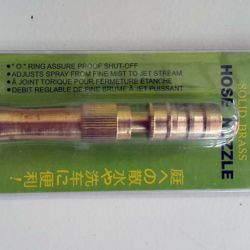 • "O" RING ASSURE PROOF SHUT-OFF
• ADJUSTS SPRAY FROM FINE MIST TO JET STREAM
• À JOINT TORIQUE POUR FERMETURE ÉTANCHE
• DEBIT REGLABLE DE FINE BRUME À JET PUISSANT
SOLID BRASS
HOSE NOZZLE
庭への散水や洗車に便利!